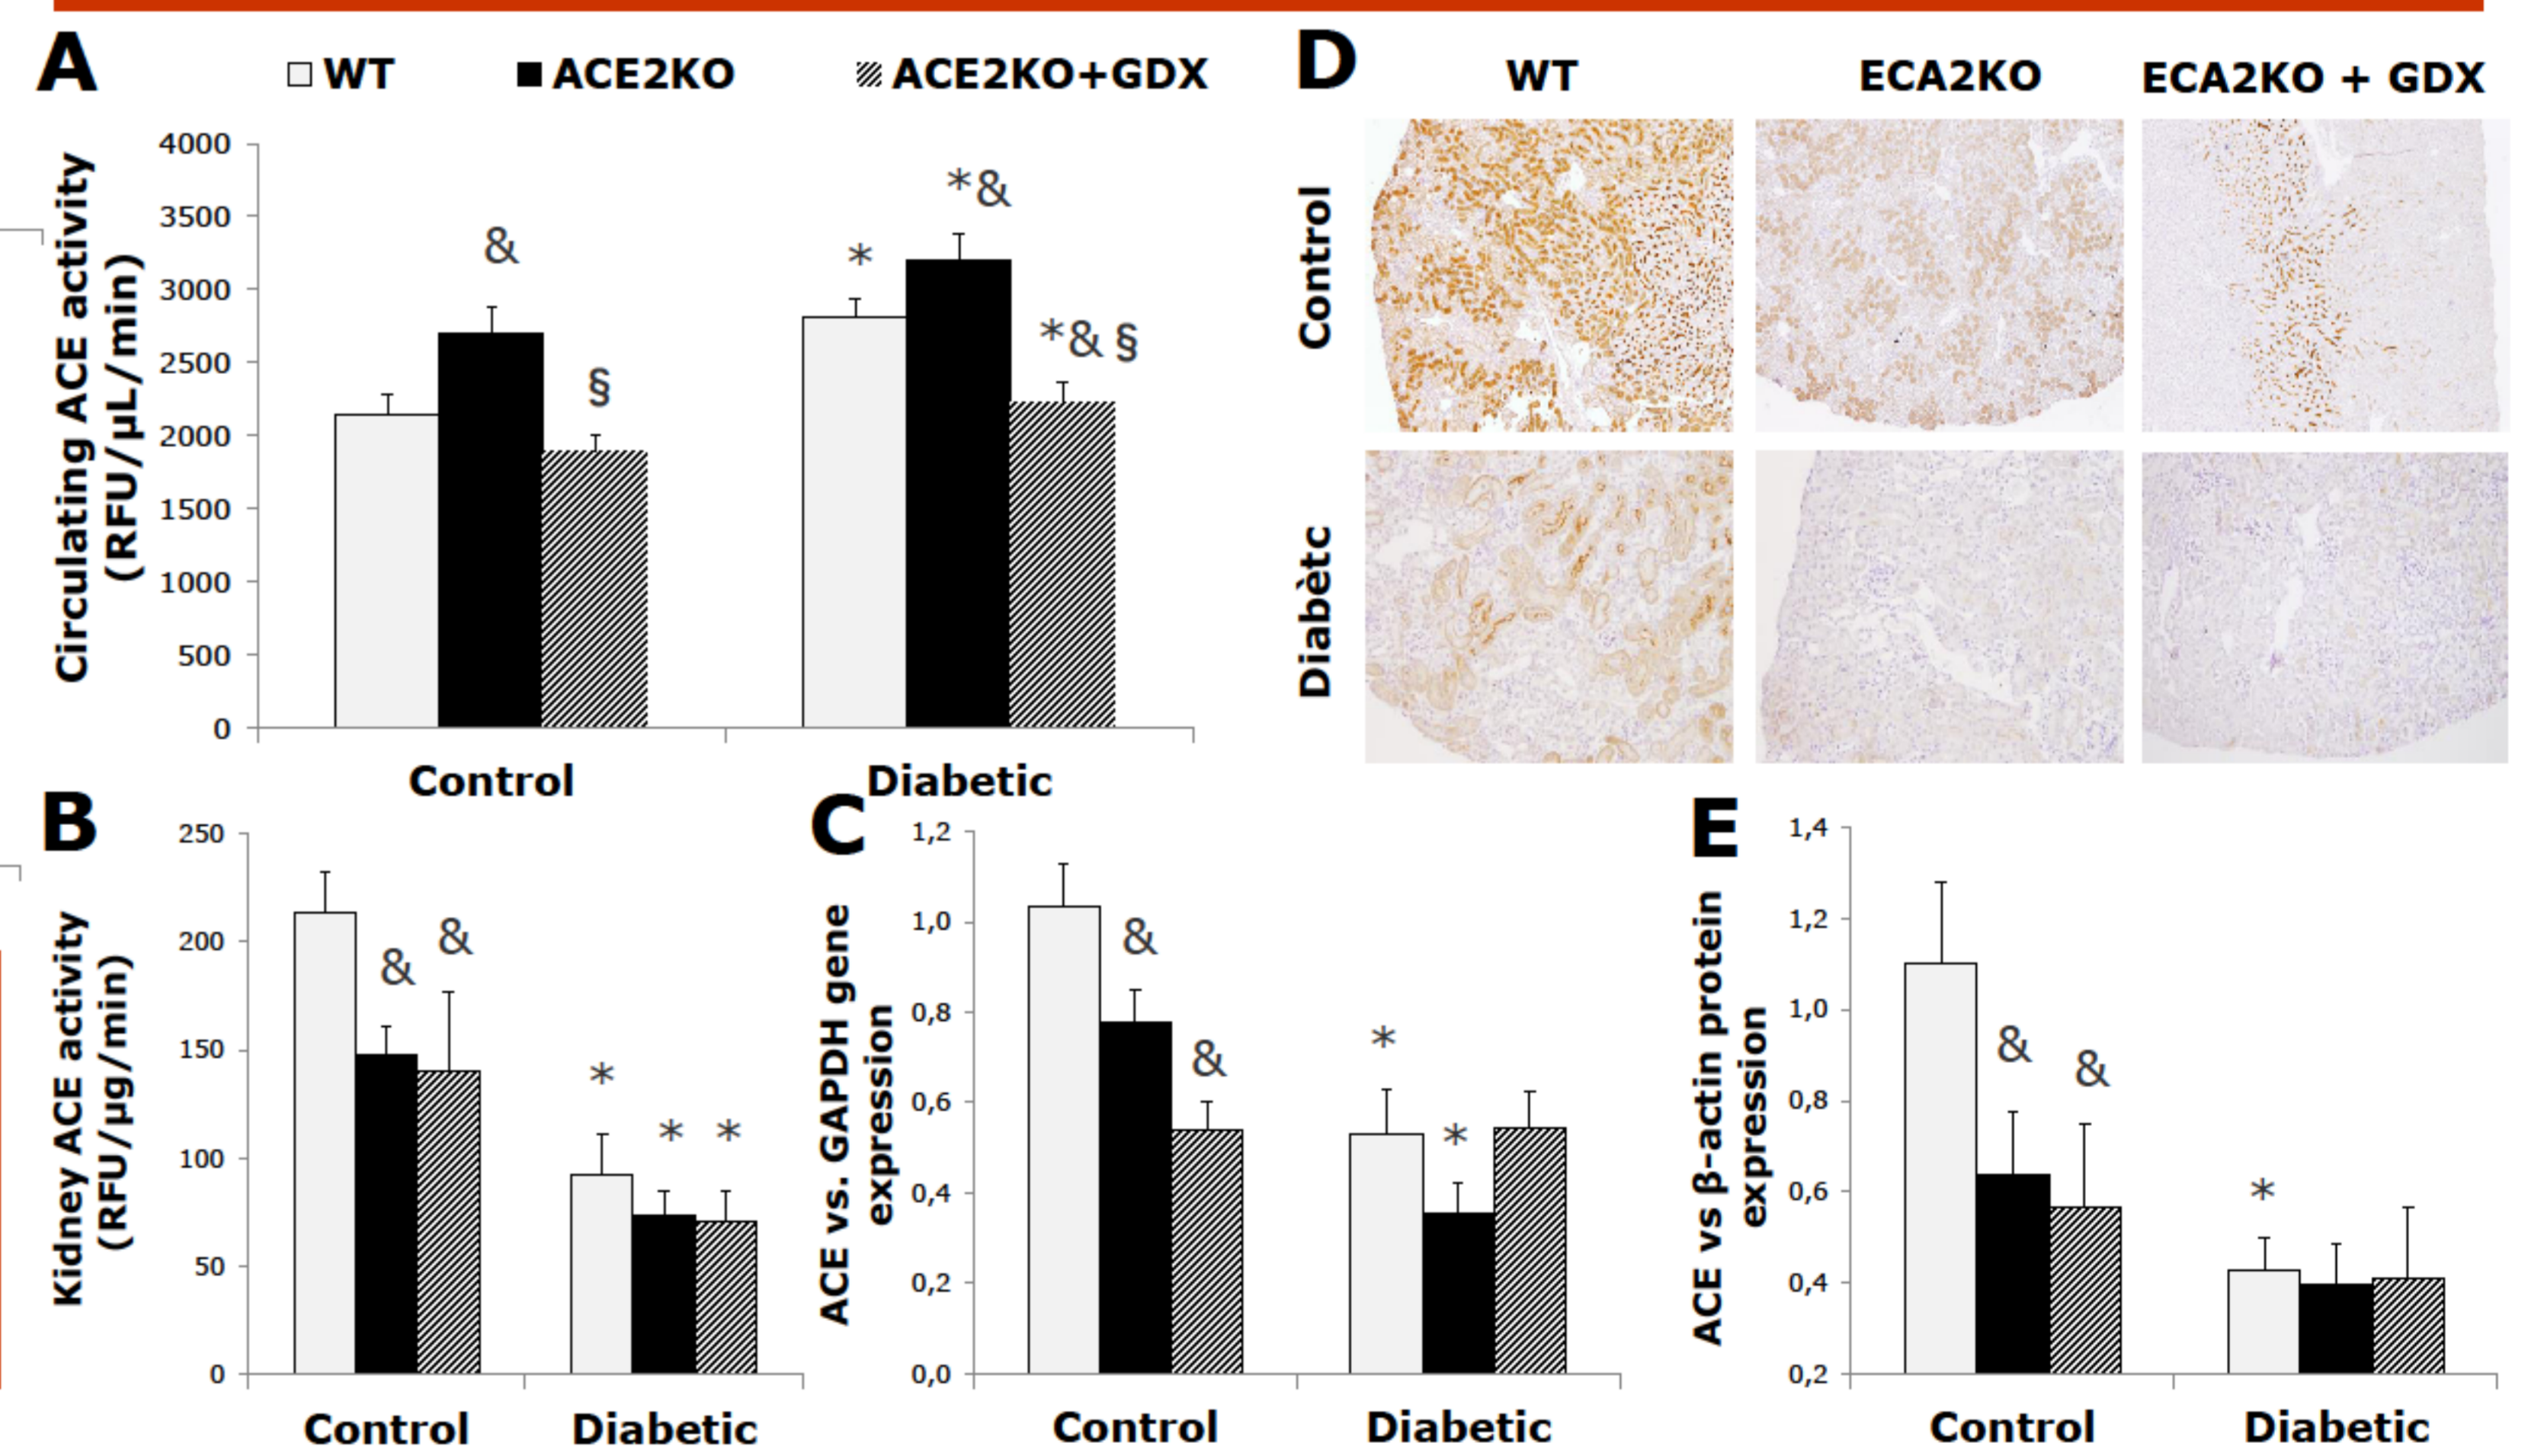 A
WT
ACE2KO
ACE2KO+GDX
Circulating ACE activity
(RFU/µL/min)
4000
3500
3000
2500
2000
1500
1000
500
0
&
§
*
*&
*& §
Control
Diabetic
D
WT
ECA2KO
ECA2KO + GDX
Control
Diabètc
B
Kidney ACE activity
(RFU/µg/min)
250
200
150
100
50
0
&
&
*
*
*
Control
Diabetic
C
ACE vs. GAPDH gene
expression
1,2
1,0
0,8
0,6
0,4
0,2
0,0
&
&
*
*
Control
Diabetic
E
ACE vs β-actin protein
expression
1,4
1,2
1,0
0,8
0,6
0,4
0,2
&
&
*
Control
Diabetic